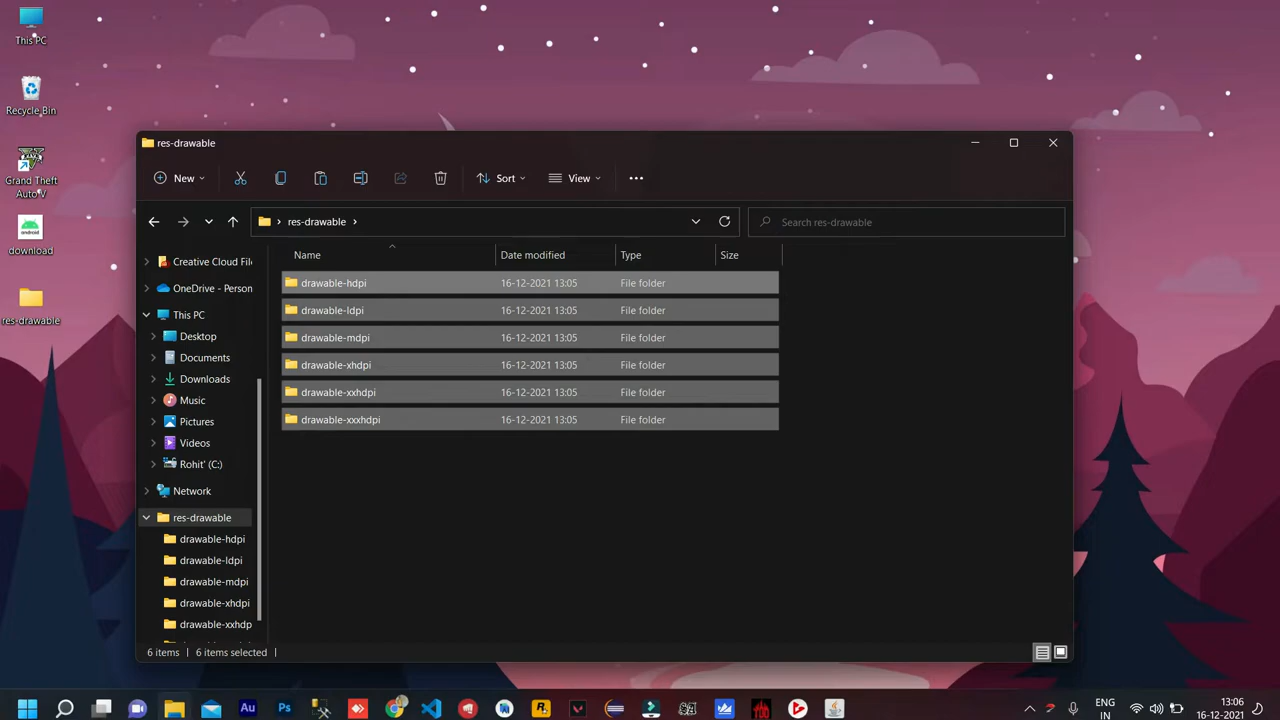 This PC
Recycle Bin
Grand Theft
Auto V
download
res-drawable
res-drawable
New
Sort
View
res-drawable
Search res-drawable
Name
Date modified
Type
Size
drawable-hdpi 16-12-2021 13:05 File folder
drawable-ldpi 16-12-2021 13:05 File folder
drawable-mdpi 16-12-2021 13:05 File folder
drawable-xhdpi 16-12-2021 13:05 File folder
drawable-xxhdpi 16-12-2021 13:05 File folder
drawable-xxxhdpi 16-12-2021 13:05 File folder
Creative Cloud Fil
OneDrive - Person
This PC
Desktop
Documents
Downloads
Music
Pictures
Videos
Rohit' (C:)
Network
res-drawable
drawable-hdpi
drawable-ldpi
drawable-mdpi
drawable-xhdpi
drawable-xxhdp
6 items
6 items selected
Au
Ps
ENG
IN
13:06
16-12-2021